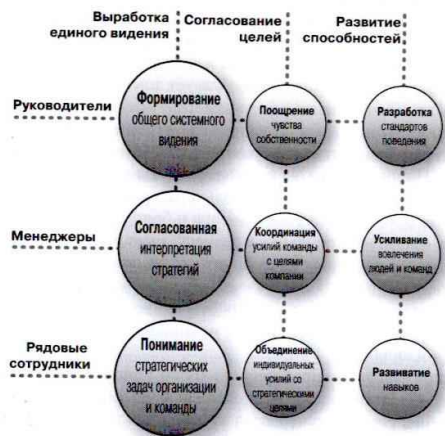 Выработка
единого видения
Согласование
целей
Развитие
способностей
Руководители
Формирование
общего системного
видения
Поощрение
чувства
собственности
Разработка
стандартов
поведения
Менеджеры
Согласованная
интерпретация
стратегий
Координация
усилий команды
с целями
компании
Усиливание
вовлечения
людей и команд
Рядовые
сотрудники
Понимание
стратегических
задач организации
и команды
Объединение
индивидуальных
усилий со
стратегическими
целями
Развиватие
навыков